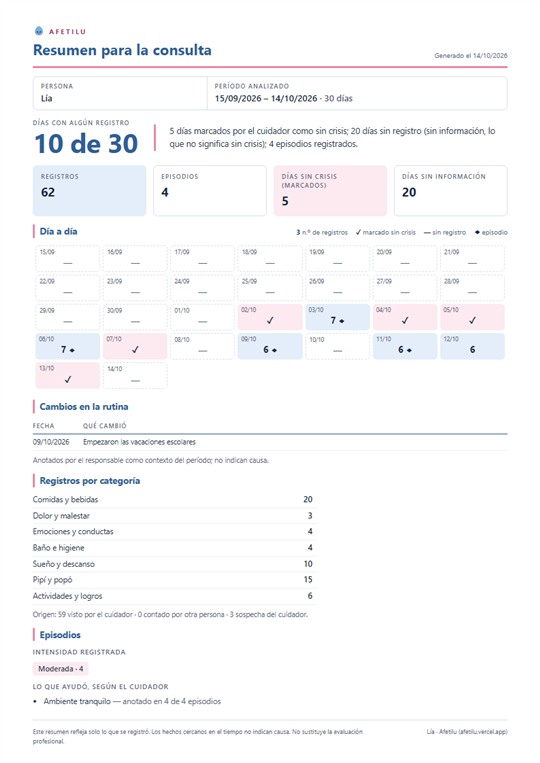 AFETILU
Resumen para la consulta
Generado el 14/10/2026
PERSONA
Lía
PERÍODO ANALIZADO
15/09/2026 – 14/10/2026 · 30 días
DÍAS CON ALGÚN REGISTRO
10 de 30
5 días marcados por el cuidador como sin crisis; 20 días sin registro (sin información, lo
que no significa sin crisis); 4 episodios registrados.
REGISTROS
62
EPISODIOS
4
DÍAS SIN CRISIS
(MARCADOS)
5
DÍAS SIN INFORMACIÓN
20
Día a día
3 n.º de registros ✓ marcado sin crisis — sin registro ◆ episodio
15/09 16/09 17/09 18/09 19/09 20/09 21/09
— — — — — — —
22/09 23/09 24/09 25/09 26/09 27/09 28/09
— — — — — — —
29/09 30/09 01/10 02/10 03/10 04/10 05/10
— — — ✓ 7 ◆ ✓ ✓
06/10 07/10 08/10 09/10 10/10 11/10 12/10
7 ◆ ✓ — 6 ◆ — 6 ◆ 6
13/10 14/10
✓ —
Cambios en la rutina
FECHA QUÉ CAMBIÓ
09/10/2026 Empezaron las vacaciones escolares
Anotados por el responsable como contexto del período; no indican causa.
Registros por categoría
Comidas y bebidas 20
Dolor y malestar 3
Emociones y conductas 4
Baño e higiene 4
Sueño y descanso 10
Pipí y popó 15
Actividades y logros 6
Origen: 59 visto por el cuidador · 0 contado por otra persona · 3 sospecha del cuidador.
Episodios
INTENSIDAD REGISTRADA
Moderada · 4
LO QUE AYUDÓ, SEGÚN EL CUIDADOR
• Ambiente tranquilo — anotado en 4 de 4 episodios
Este resumen refleja solo lo que se registró. Los hechos cercanos en el tiempo no indican causa. No sustituye la evaluación
profesional.
Lía · Afetilu (afetilu.vercel.app)